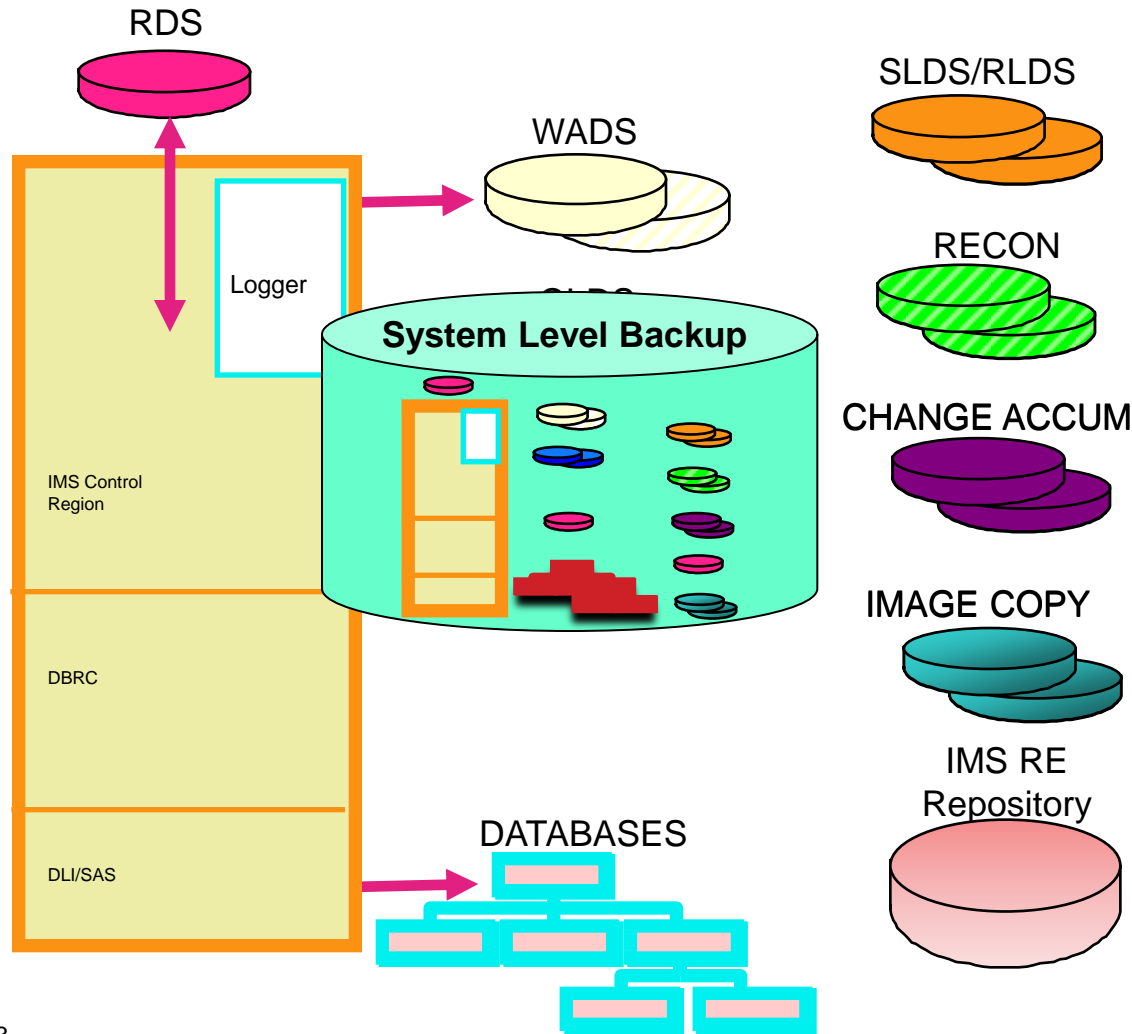 RDS
SLDS/RLDS
WADS
RECON
Logger
System Level Backup
CHANGE ACCUM
IMS Control
Region
IMAGE COPY
DBRC
IMS RE
Repository
DATABASES
DLI/SAS